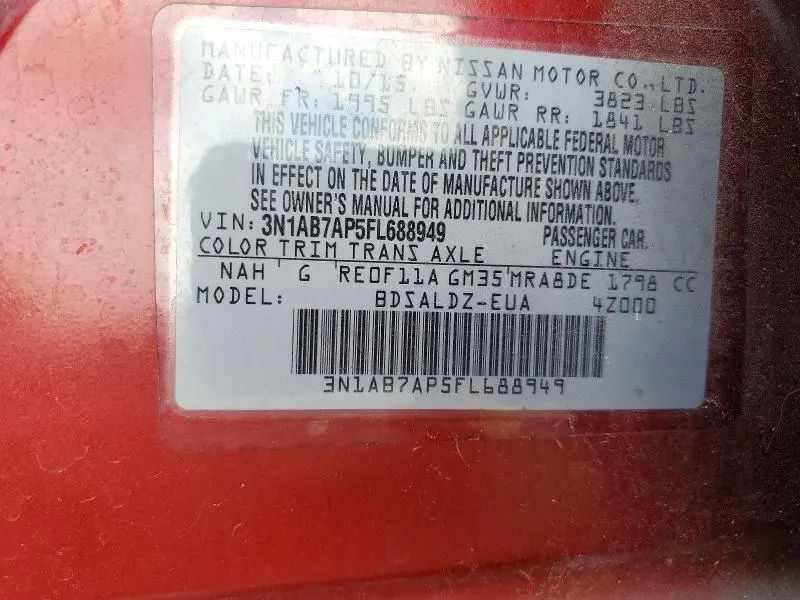 MANUFACTURED BY NISSAN MOTOR CO., LTD.
DATE: 10/15 GVWR: 3823 LBS
GAWR FR: 1995 LBS GAWR RR: 1841 LBS
THIS VEHICLE CONFORMS TO ALL APPLICABLE FEDERAL MOTOR
VEHICLE SAFETY, BUMPER AND THEFT PREVENTION STANDARDS
IN EFFECT ON THE DATE OF MANUFACTURE SHOWN ABOVE.
SEE OWNER'S MANUAL FOR ADDITIONAL INFORMATION.
VIN: 3N1AB7AP5FL688949 PASSENGER CAR.
COLOR TRIM TRANS AXLE ENGINE
NAH G RE0F11A GM35 MRA8DE 1798 CC
MODEL: BDSALDZ-EUA 4Z000
3N1AB7AP5FL688949